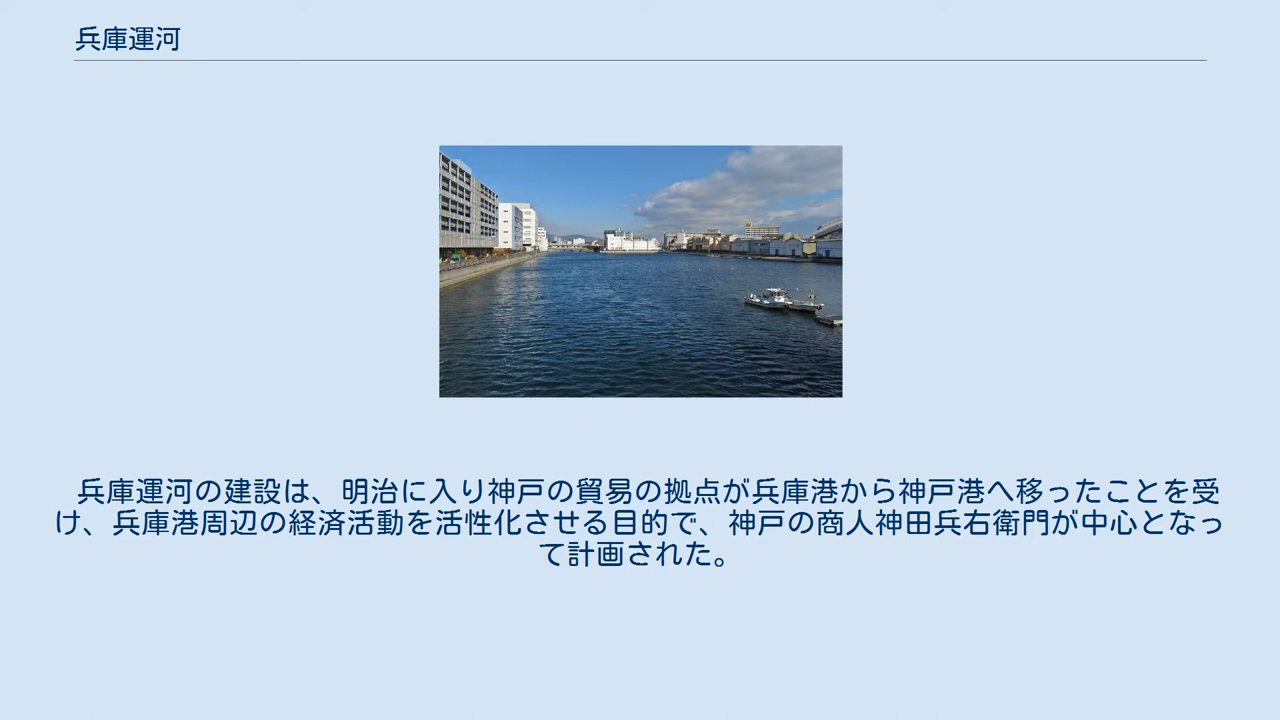 兵庫運河
兵庫運河の建設は、明治に入り神戸の貿易の拠点が兵庫港から神戸港へ移ったことを受
け、兵庫港周辺の経済活動を活性化させる目的で、神戸の商人神田兵右衛門が中心となっ
て計画された。